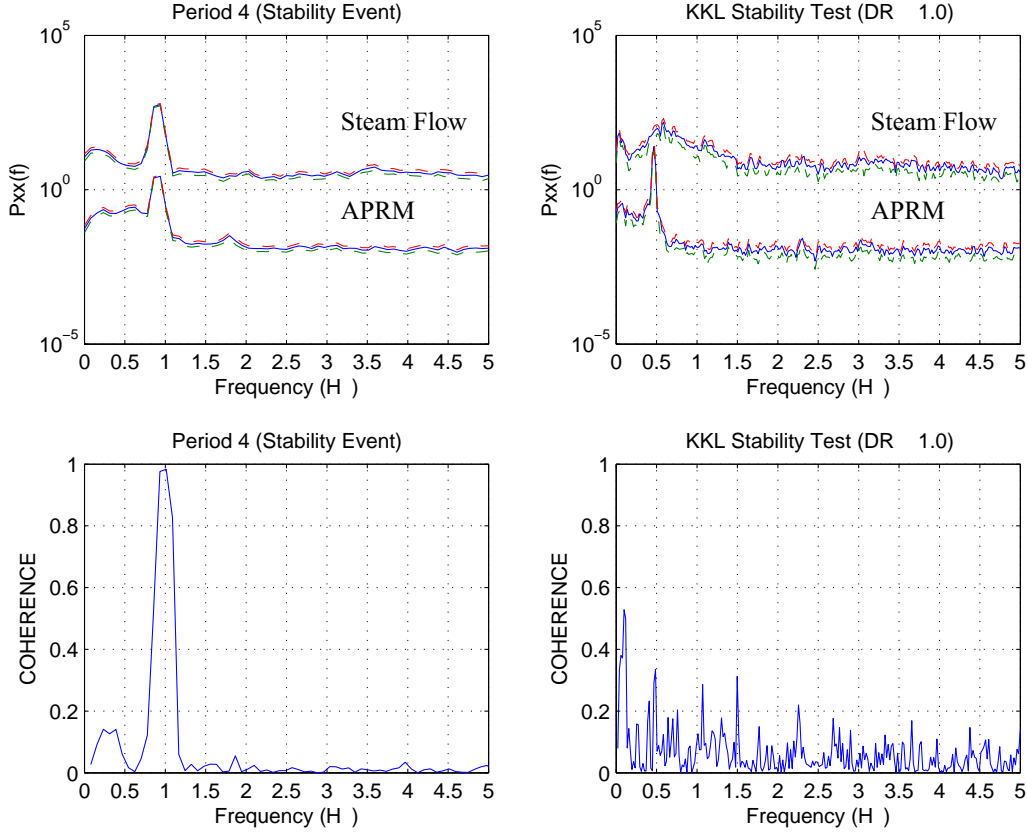 Period 4 (Stability Event)
Pxx(f)
10^5
10^0
10^−5
Steam Flow
APRM
0 0.5 1 1.5 2 2.5 3 3.5 4 4.5 5
Frequency (H )
KKL Stability Test (DR 1.0)
Pxx(f)
10^5
10^0
10^−5
Steam Flow
APRM
0 0.5 1 1.5 2 2.5 3 3.5 4 4.5 5
Frequency (H )
Period 4 (Stability Event)
COHERENCE
1
0.8
0.6
0.4
0.2
0
0 0.5 1 1.5 2 2.5 3 3.5 4 4.5 5
Frequency (H )
KKL Stability Test (DR 1.0)
COHERENCE
1
0.8
0.6
0.4
0.2
0
0 0.5 1 1.5 2 2.5 3 3.5 4 4.5 5
Frequency (H )